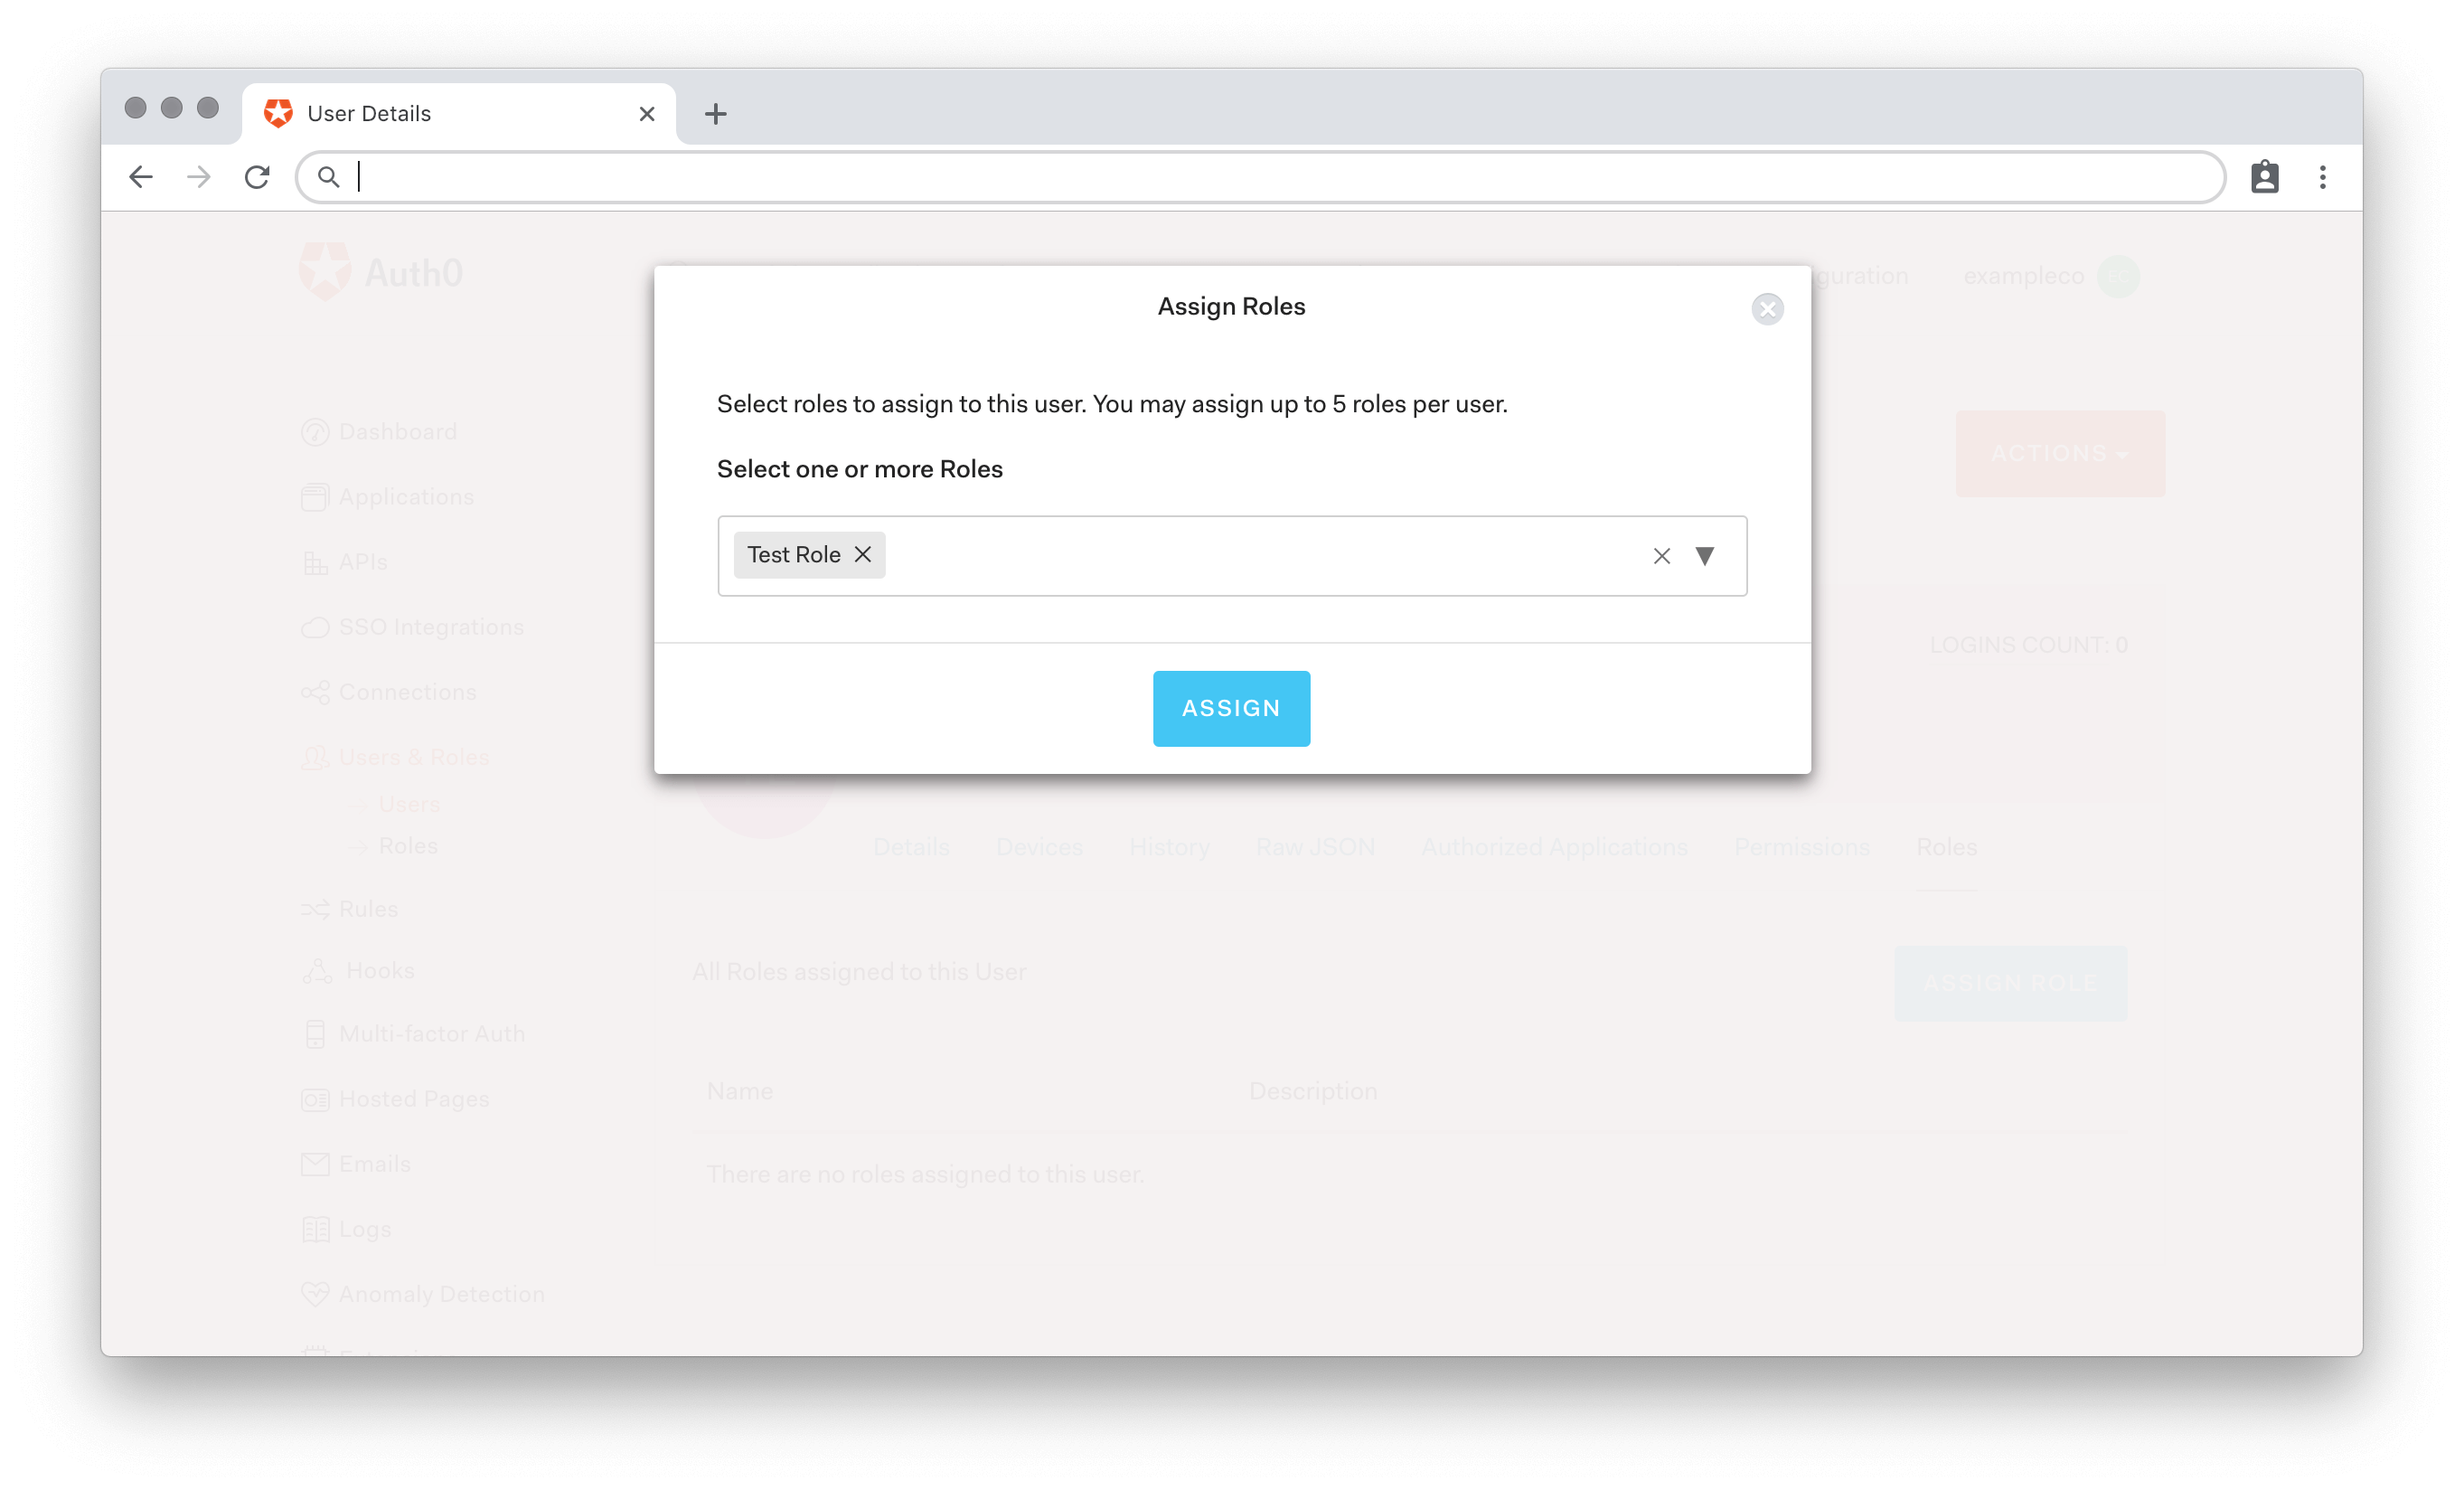 User Details
Auth0
guration
exampleco
Assign Roles
Select roles to assign to this user. You may assign up to 5 roles per user.
Select one or more Roles
Test Role
ASSIGN
Dashboard
Applications
APIs
SSO Integrations
Connections
Users & Roles
Users
Roles
Rules
Hooks
Multi-factor Auth
Hosted Pages
Emails
Logs
Anomaly Detection
ACTIONS
LOGINS COUNT: 0
Details Devices History Raw JSON Authorized Applications Permissions Roles
All Roles assigned to this User
ASSIGN ROLE
Name Description
There are no roles assigned to this user.